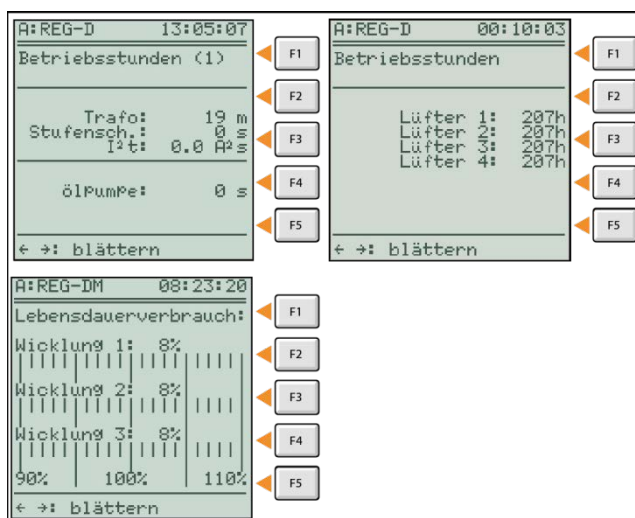 A:REG-D 13:05:07
Betriebsstunden (1)
Trafo: 19 m
Stufensch.: 0 s
I²t: 0.0 A²s
ölpumpe: 0 s
← →: blättern
F1
F2
F3
F4
F5
A:REG-D 00:10:03
Betriebsstunden
Lüfter 1: 207h
Lüfter 2: 207h
Lüfter 3: 207h
Lüfter 4: 207h
← →: blättern
F1
F2
F3
F4
F5
A:REG-DM 08:23:20
Lebensdauerverbrauch:
Wicklung 1: 8%
Wicklung 2: 8%
Wicklung 3: 8%
90% 100% 110%
← →: blättern
F1
F2
F3
F4
F5